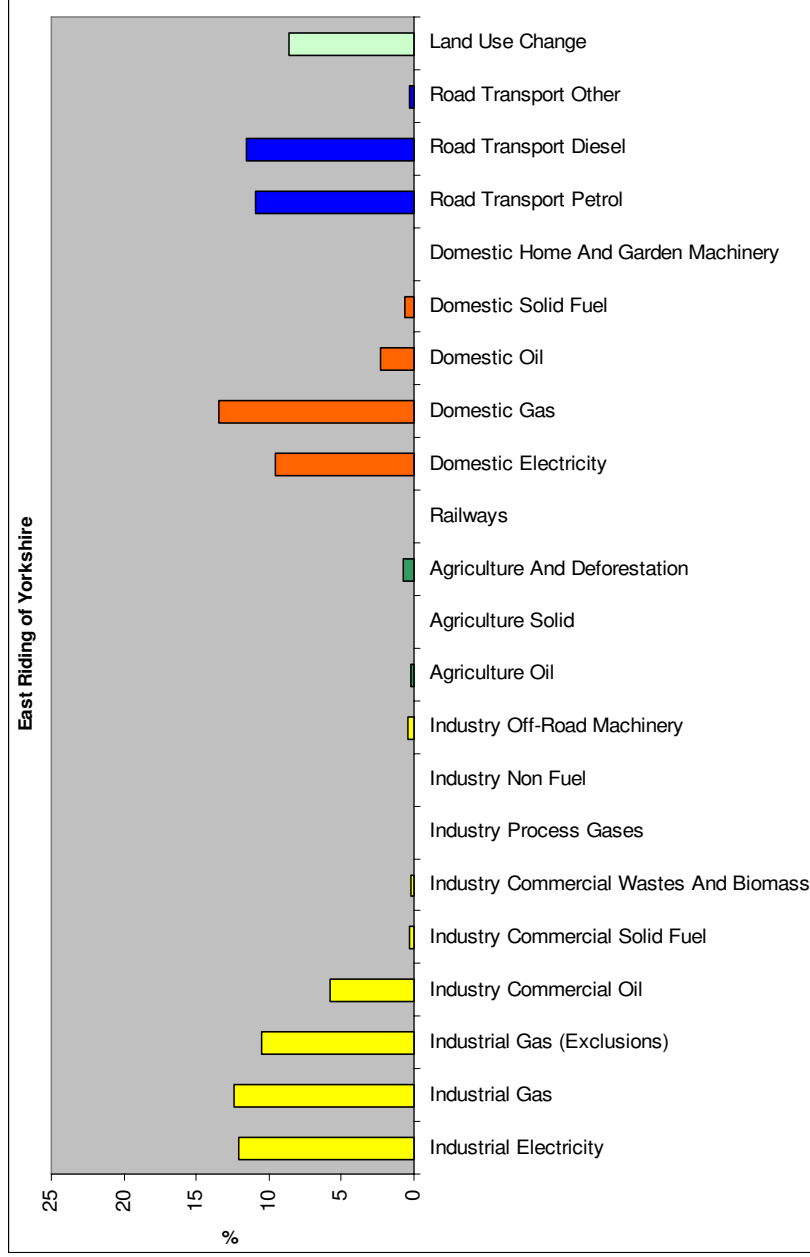 East Riding of Yorkshire
Land Use Change
Road Transport Other
Road Transport Diesel
Road Transport Petrol
Domestic Home And Garden Machinery
Domestic Solid Fuel
Domestic Oil
Domestic Gas
Domestic Electricity
Railways
Agriculture And Deforestation
Agriculture Solid
Agriculture Oil
Industry Off-Road Machinery
Industry Non Fuel
Industry Process Gases
Industry Commercial Wastes And Biomass
Industry Commercial Solid Fuel
Industry Commercial Oil
Industrial Gas (Exclusions)
Industrial Gas
Industrial Electricity
25
20
15
10
5
0
%